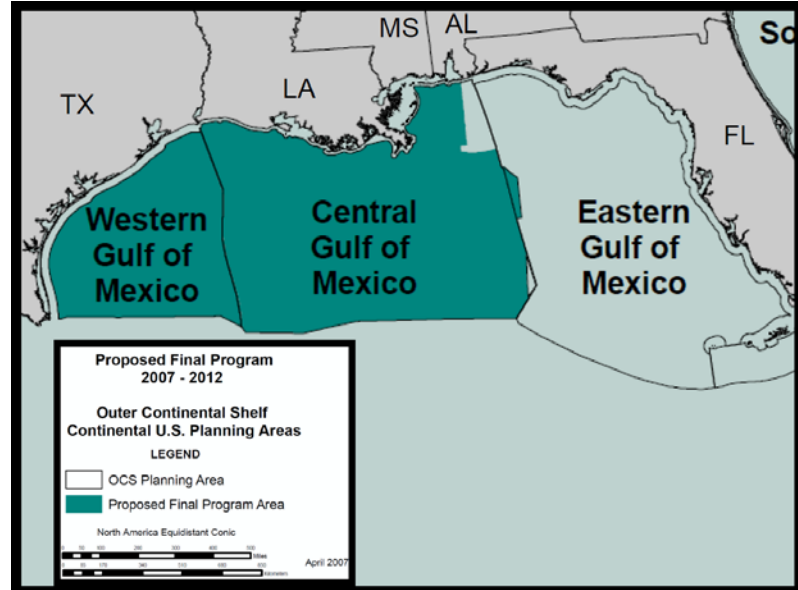 MS AL
So
TX
LA
FL
Western
Gulf of
Mexico
Central
Gulf of
Mexico
Eastern
Gulf of
Mexico
Proposed Final Program
2007 - 2012
Outer Continental Shelf
Continental U.S. Planning Areas
LEGEND
OCS Planning Area
Proposed Final Program Area
North America Equidistant Conic
Miles
Kilometers
April 2007